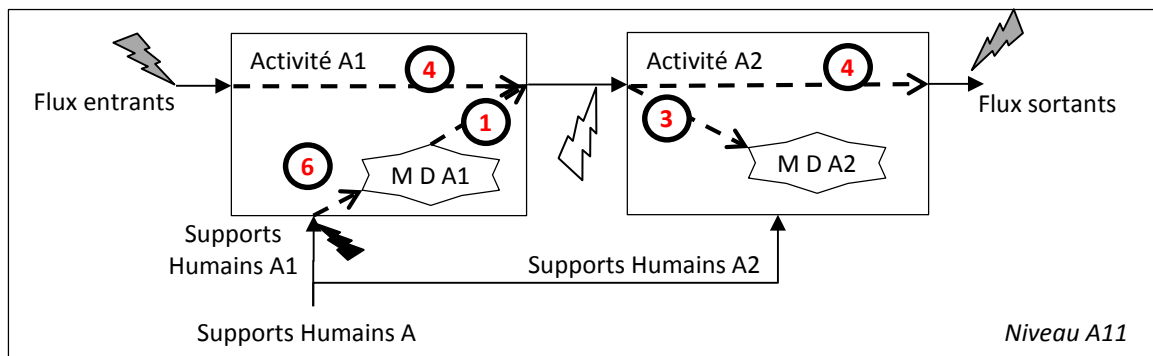 Activité A1
4
Activité A2
4
Flux entrants
Flux sortants
1
3
6
M D A1
M D A2
Supports
Humains A1
Supports Humains A2
Supports Humains A
Niveau A11